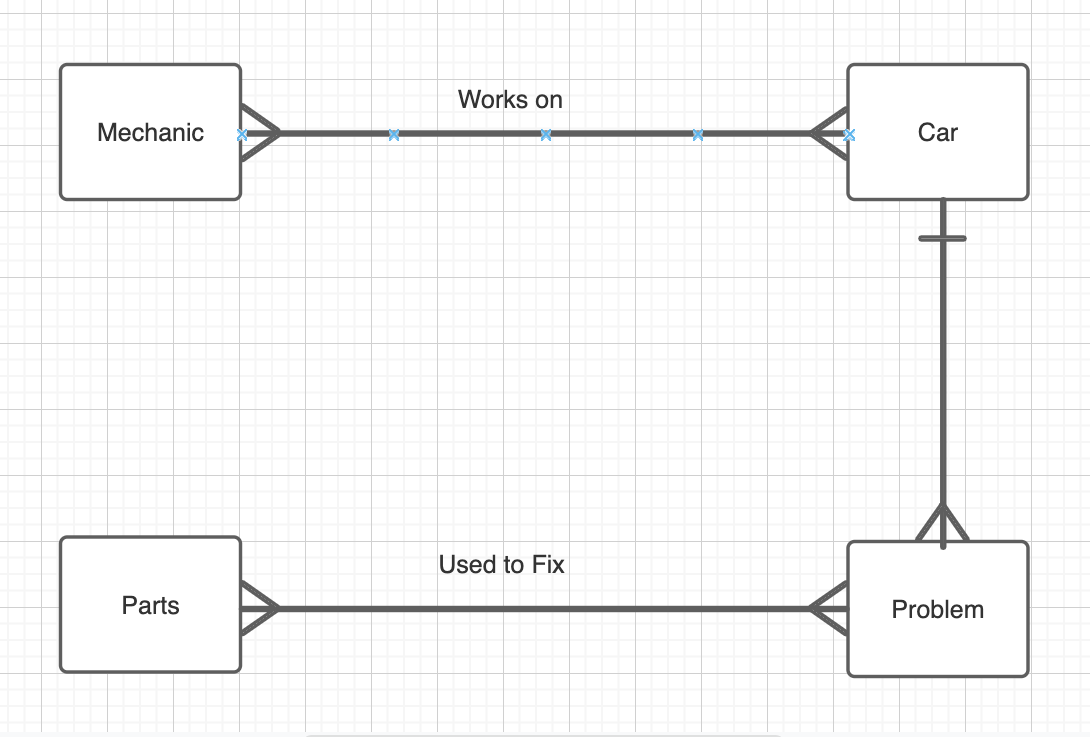 Works on
Mechanic
Car
Used to Fix
Parts
Problem